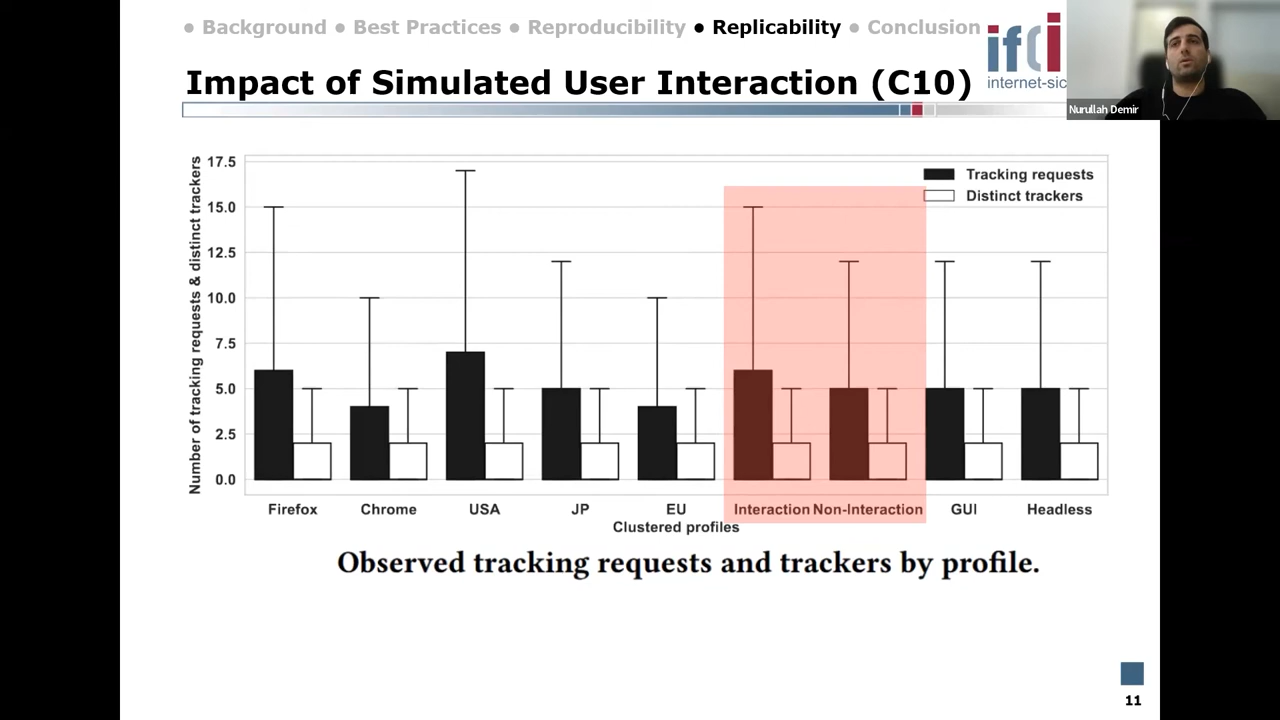 ● Background ● Best Practices ● Reproducibility ● Replicability ● Conclusion
Impact of Simulated User Interaction (C10)
if(i)
internet-sic
Nurullah Demir
Number of tracking requests & distinct trackers
17.5
15.0
12.5
10.0
7.5
5.0
2.5
0.0
Tracking requests
Distinct trackers
Firefox Chrome USA JP EU Interaction Non-Interaction GUI Headless
Clustered profiles
Observed tracking requests and trackers by profile.
11